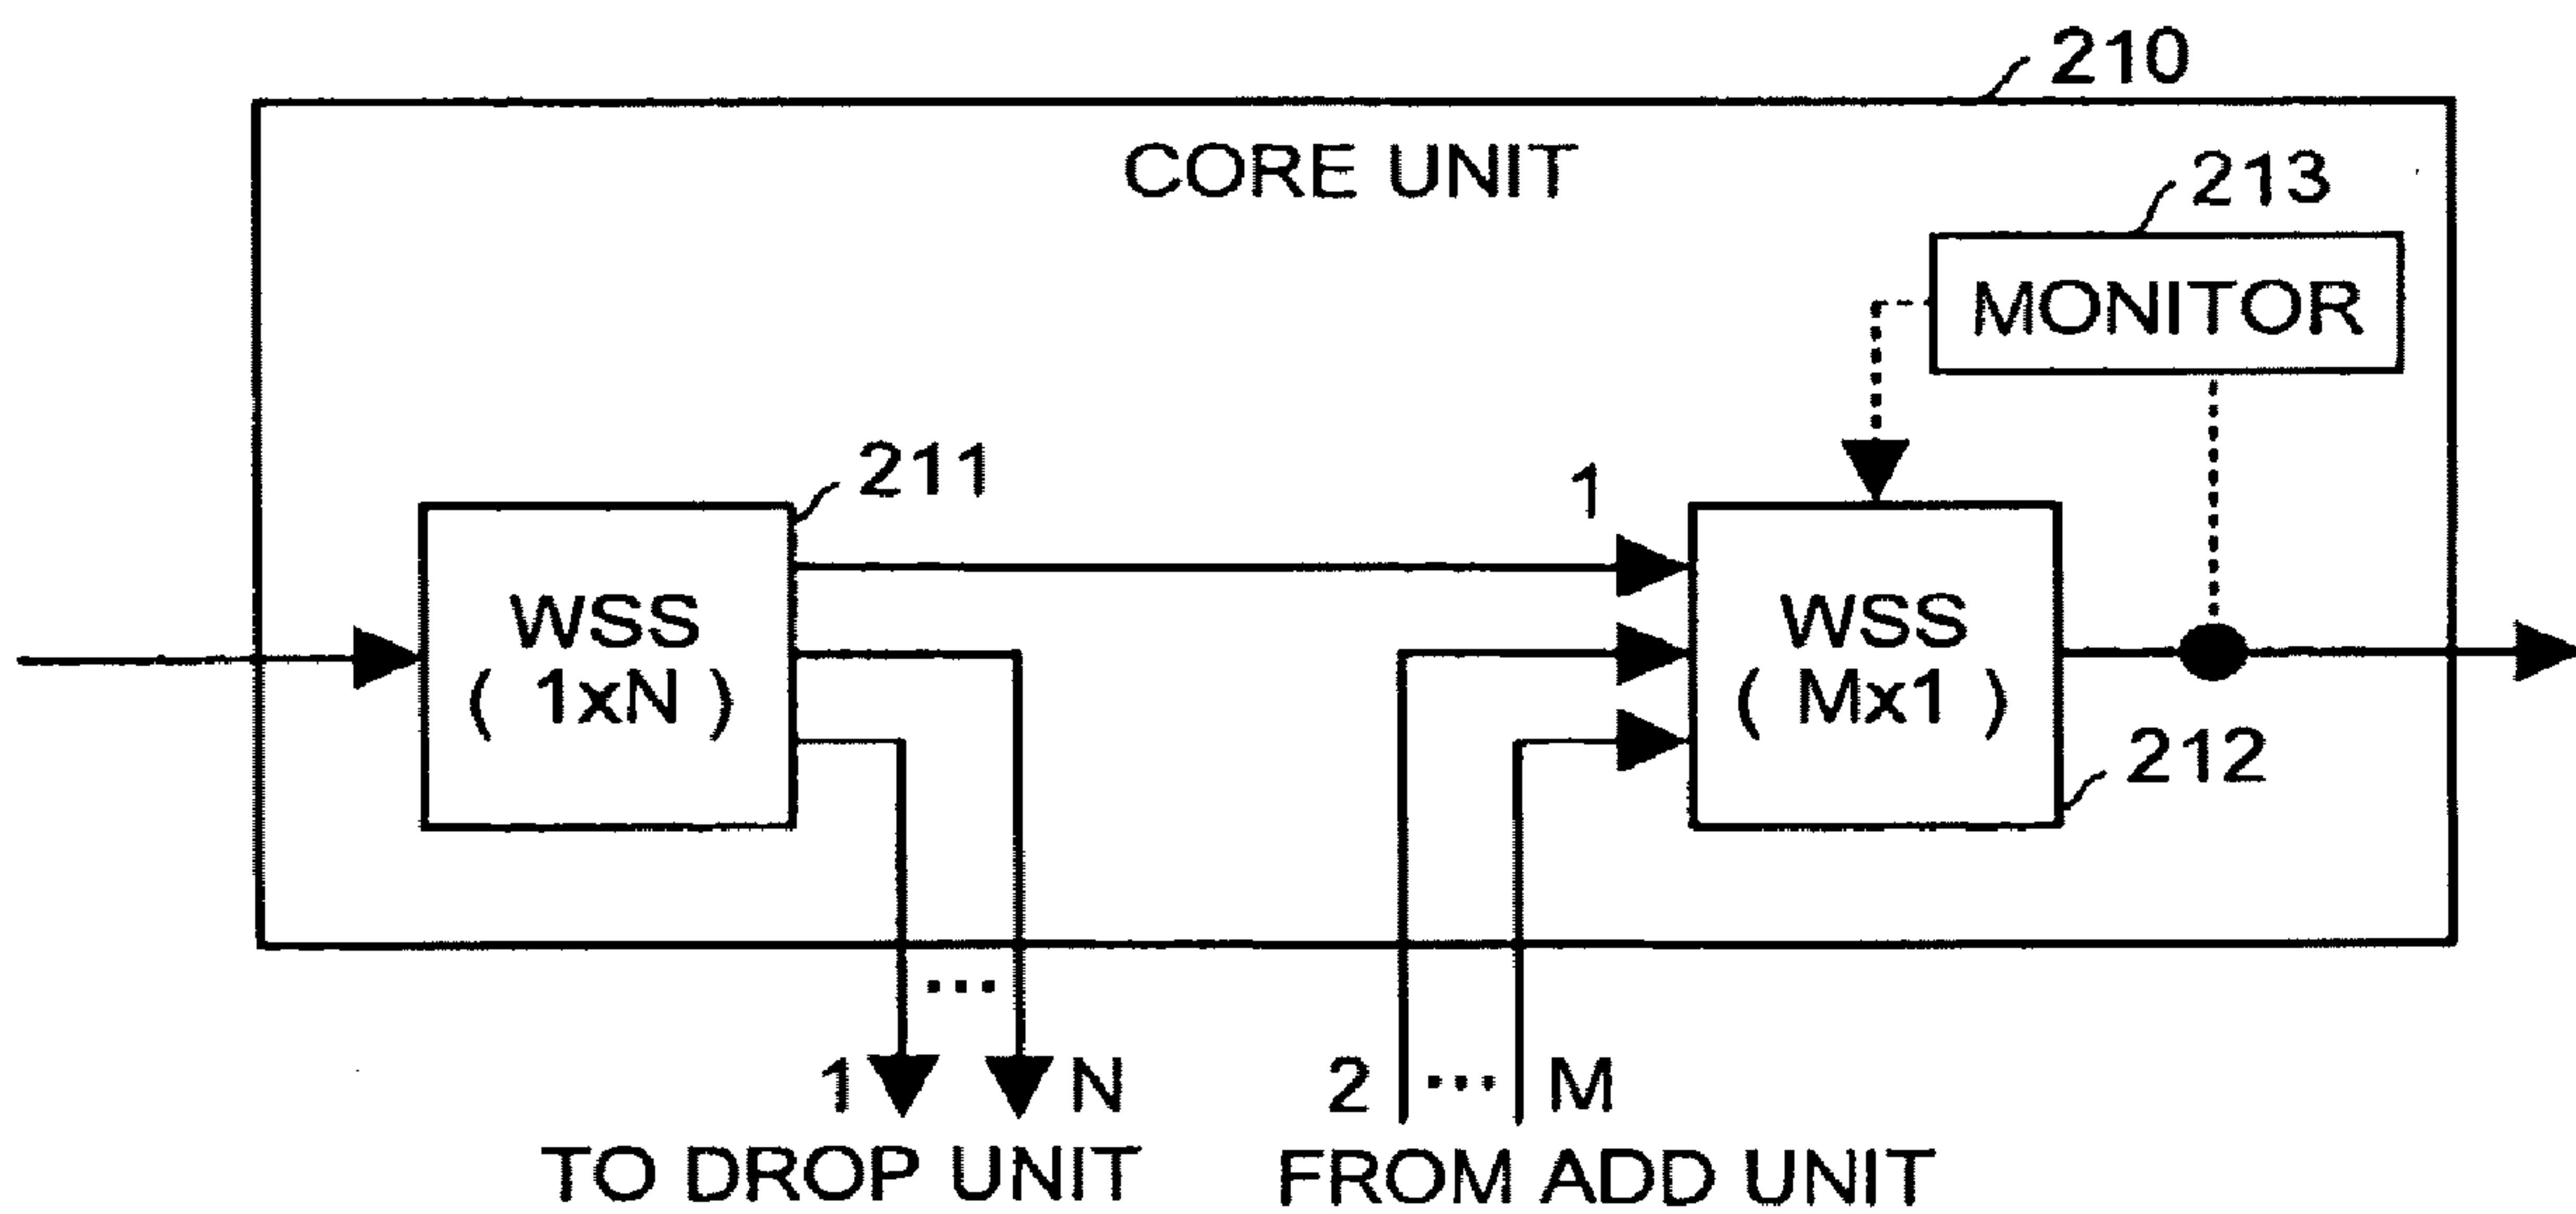 210
CORE UNIT
213
MONITOR
211
1
WSS
( 1xN )
WSS
( Mx1 )
212
...
1 N
2 ... M
TO DROP UNIT
FROM ADD UNIT